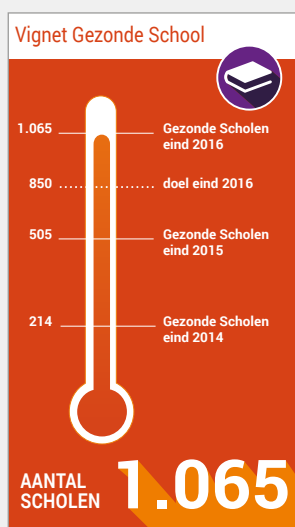 Vignet Gezonde School
1.065 Gezonde Scholen
eind 2016
850 doel eind 2016
505 Gezonde Scholen
eind 2015
214 Gezonde Scholen
eind 2014
AANTAL
SCHOLEN
1.065